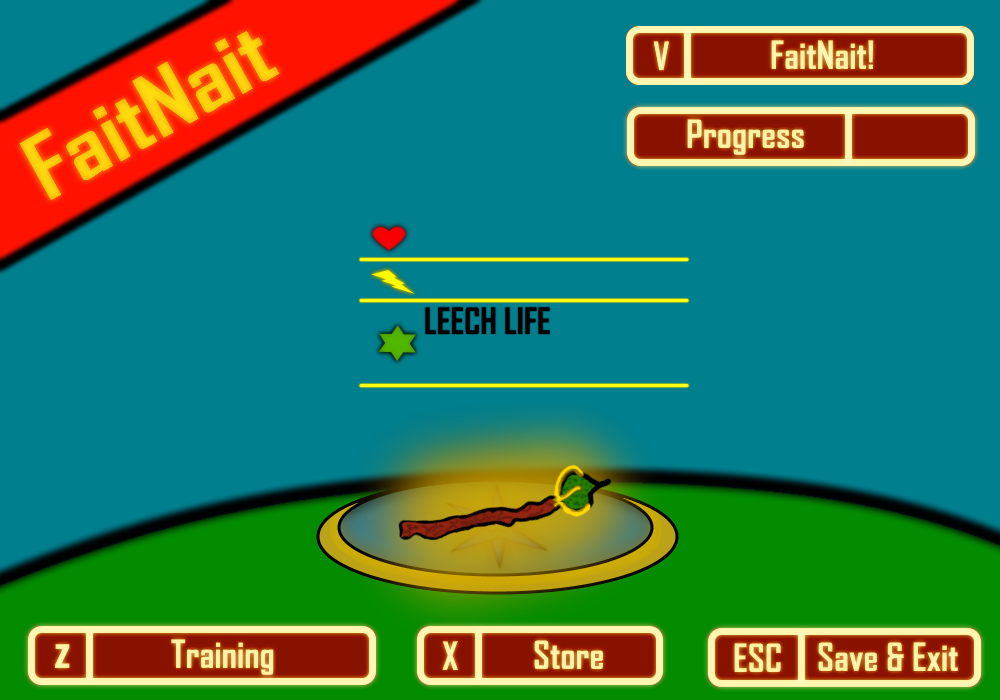 FaitNait
V FaitNait!
Progress
LEECH LIFE
Z Training
X Store
ESC Save & Exit